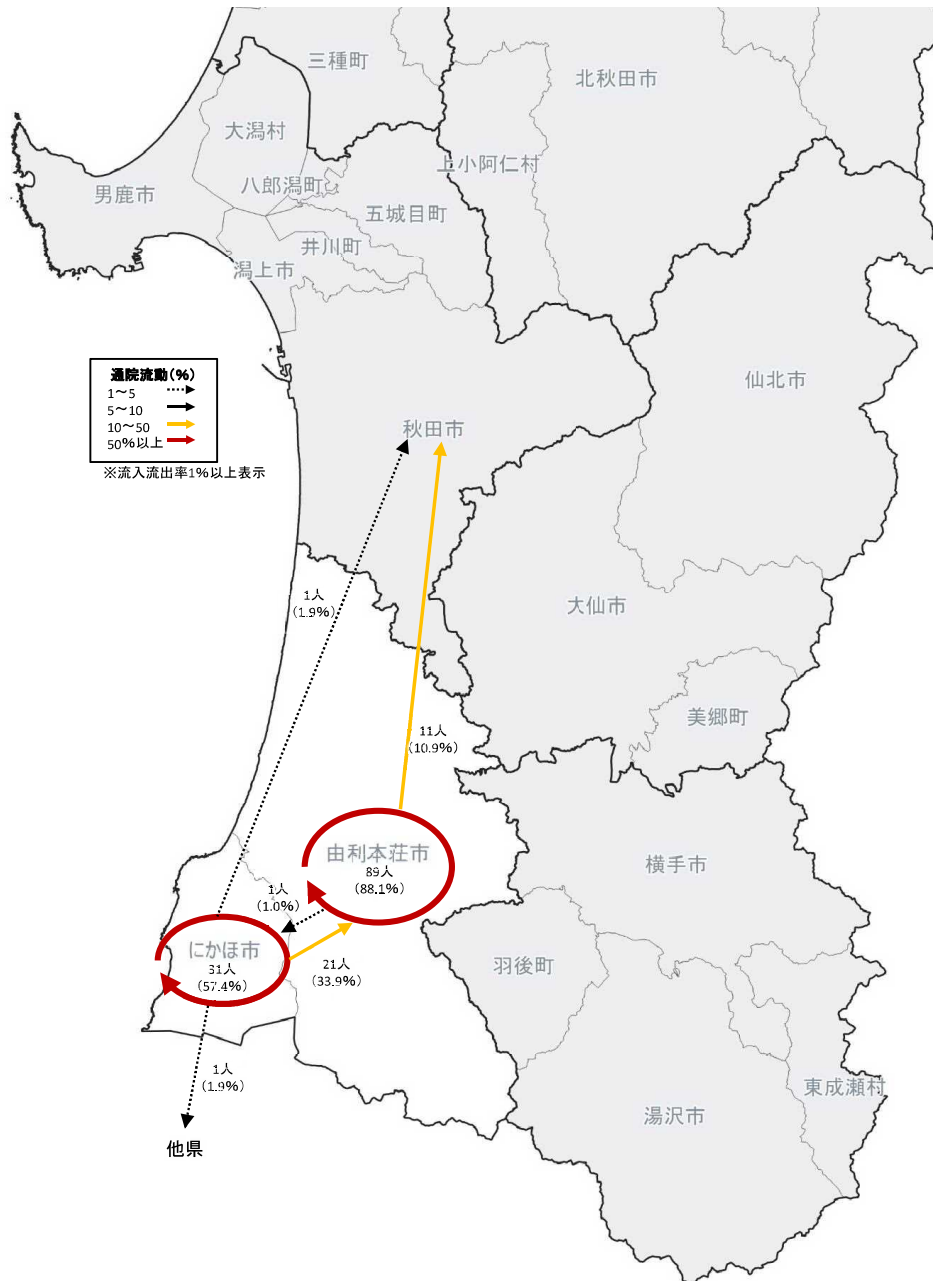 三種町
北秋田市
大潟村
上小阿仁村
男鹿市
八郎潟町
五城目町
井川町
潟上市
通院流動(%)
1~5
5~10
10~50
50%以上
※流入流出率1%以上表示
仙北市
秋田市
1人
(1.9%)
大仙市
美郷町
11人
(10.9%)
由利本荘市
89人
(88.1%)
横手市
1人
(1.0%)
にかほ市
31人
(57.4%)
21人
(33.9%)
羽後町
1人
(1.9%)
他県
東成瀬村
湯沢市